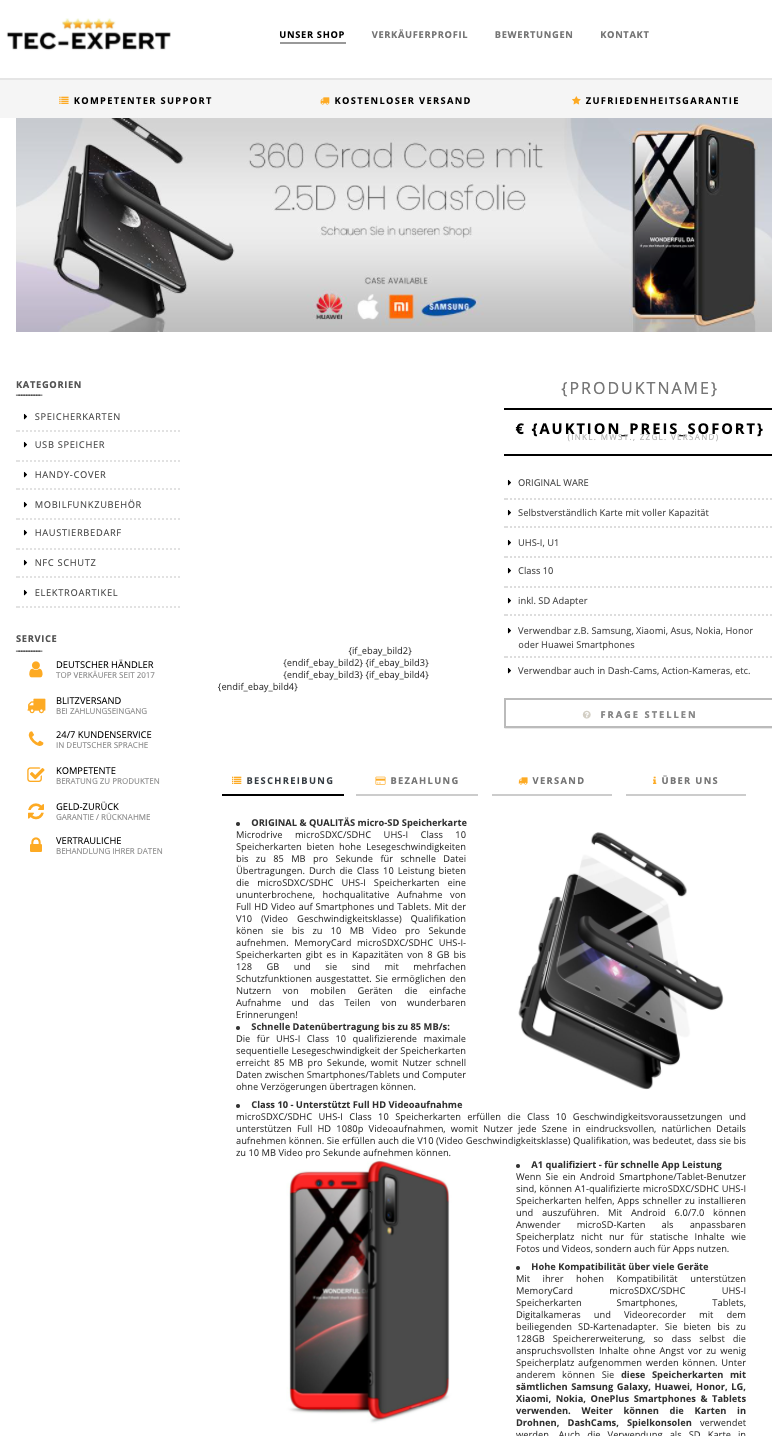 TEC-EXPERT
UNSER SHOP
VERKÄUFERPROFIL
BEWERTUNGEN
KONTAKT
KOMPETENTER SUPPORT
KOSTENLOSER VERSAND
ZUFRIEDENHEITSGARANTIE
360 Grad Case mit
2.5D 9H Glasfolie
Schauen Sie in unseren Shop!
CASE AVAILABLE
HUAWEI
mi
SAMSUNG
WONDERFUL DA
KATEGORIEN
SPEICHERKARTEN
USB SPEICHER
HANDY-COVER
MOBILFUNKZUBEHÖR
HAUSTIERBEDARF
NFC SCHUTZ
ELEKTROARTIKEL
SERVICE
DEUTSCHER HÄNDLER
TOP VERKÄUFER SEIT 2017
BLITZVERSAND
BEI ZAHLUNGSEINGANG
24/7 KUNDENSERVICE
IN DEUTSCHER SPRACHE
KOMPETENTE
BERATUNG ZU PRODUKTEN
GELD-ZURÜCK
GARANTIE / RÜCKNAHME
VERTRAULICHE
BEHANDLUNG IHRER DATEN
{if_ebay_bild2}
{endif_ebay_bild2} {if_ebay_bild3}
{endif_ebay_bild3} {if_ebay_bild4}
{endif_ebay_bild4}
{PRODUKTNAME}
€ {AUKTION_PREIS_SOFORT}
(INKL. MWST., ZZGL. VERSAND)
ORIGINAL WARE
Selbstverständlich Karte mit voller Kapazität
UHS-I, U1
Class 10
inkl. SD Adapter
Verwendbar z.B. Samsung, Xiaomi, Asus, Nokia, Honor
oder Huawei Smartphones
Verwendbar auch in Dash-Cams, Action-Kameras, etc.
FRAGE STELLEN
BESCHREIBUNG
BEZAHLUNG
VERSAND
ÜBER UNS
ORIGINAL & QUALITÄS micro-SD Speicherkarte
Microdrive microSDXC/SDHC UHS-I Class 10
Speicherkarten bieten hohe Lesegeschwindigkeiten
bis zu 85 MB pro Sekunde für schnelle Datei
Übertragungen. Durch die Class 10 Leistung bieten
die microSDXC/SDHC UHS-I Speicherkarten eine
ununterbrochene, hochqualitative Aufnahme von
Full HD Video auf Smartphones und Tablets. Mit der
V10 (Video Geschwindigkeitsklasse) Qualifikation
könen sie bis zu 10 MB Video pro Sekunde
aufnehmen. MemoryCard microSDXC/SDHC UHS-I-
Speicherkarten gibt es in Kapazitäten von 8 GB bis
128 GB und sie sind mit mehrfachen
Schutzfunktionen ausgestattet. Sie ermöglichen den
Nutzern von mobilen Geräten die einfache
Aufnahme und das Teilen von wunderbaren
Erinnerungen!
Schnelle Datenübertragung bis zu 85 MB/s:
Die für UHS-I Class 10 qualifizierende maximale
sequentielle Lesegeschwindigkeit der Speicherkarten
erreicht 85 MB pro Sekunde, womit Nutzer schnell
Daten zwischen Smartphones/Tablets und Computer
ohne Verzögerungen übertragen können.
Class 10 - Unterstützt Full HD Videoaufnahme
microSDXC/SDHC UHS-I Class 10 Speicherkarten erfüllen die Class 10 Geschwindigkeitsvoraussetzungen und
unterstützen Full HD 1080p Videoaufnahmen, womit Nutzer jede Szene in eindrucksvollen, natürlichen Details
aufnehmen können. Sie erfüllen auch die V10 (Video Geschwindigkeitsklasse) Qualifikation, was bedeutet, dass sie bis
zu 10 MB Video pro Sekunde aufnehmen können.
WONDERFUL
A1 qualifiziert - für schnelle App Leistung
Wenn Sie ein Android Smartphone/Tablet-Benutzer
sind, können A1-qualifizierte microSDXC/SDHC UHS-I
Speicherkarten helfen, Apps schneller zu installieren
und auszuführen. Mit Android 6.0/7.0 können
Anwender microSD-Karten als anpassbaren
Speicherplatz nicht nur für statische Inhalte wie
Fotos und Videos, sondern auch für Apps nutzen.
Hohe Kompatibilität über viele Geräte
Mit ihrer hohen Kompatibilität unterstützen
MemoryCard microSDXC/SDHC UHS-I
Speicherkarten Smartphones, Tablets,
Digitalkameras und Videorecorder mit dem
beiliegenden SD-Kartenadapter. Sie bieten bis zu
128GB Speichererweiterung, so dass selbst die
anspruchsvollsten Inhalte ohne Angst vor zu wenig
Speicherplatz aufgenommen werden können. Unter
anderem können Sie diese Speicherkarten mit
sämtlichen Samsung Galaxy, Huawei, Honor, LG,
Xiaomi, Nokia, OnePlus Smartphones & Tablets
verwenden. Weiter können die Karten in
Drohnen, DashCams, Spielkonsolen verwendet
werden. Auch die Verwendung als SD Karte in